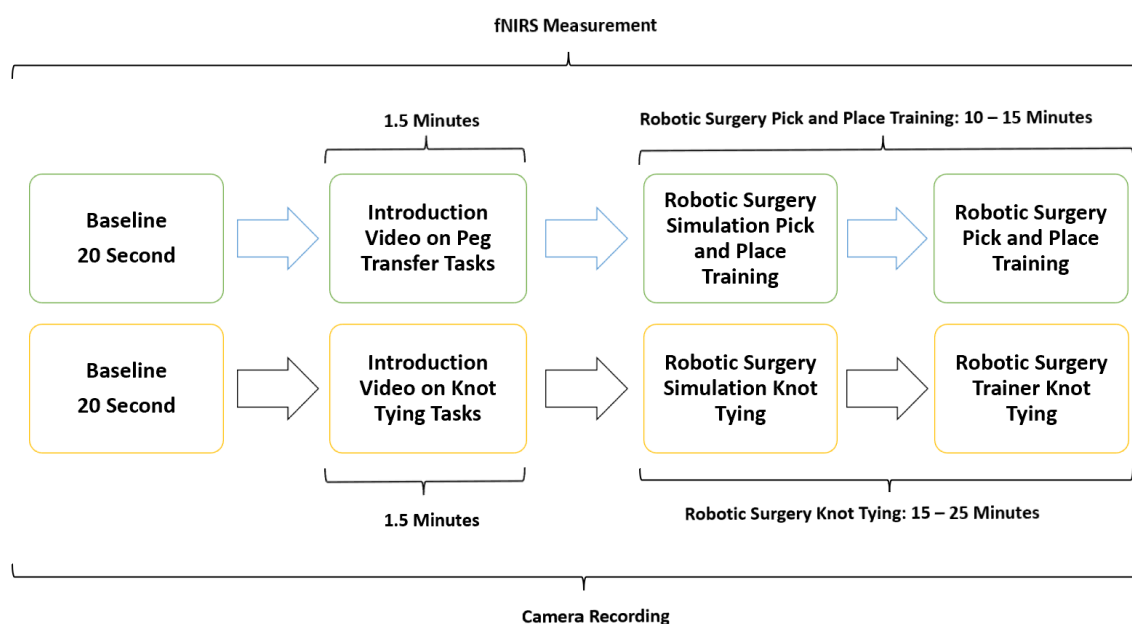 fNIRS Measurement
1.5 Minutes
Robotic Surgery Pick and Place Training: 10 – 15 Minutes
Baseline
20 Second
Introduction
Video on Peg
Transfer Tasks
Robotic Surgery
Simulation Pick
and Place
Training
Robotic Surgery
Pick and Place
Training
Baseline
20 Second
Introduction
Video on Knot
Tying Tasks
Robotic Surgery
Simulation Knot
Tying
Robotic Surgery
Trainer Knot
Tying
1.5 Minutes
Robotic Surgery Knot Tying: 15 – 25 Minutes
Camera Recording